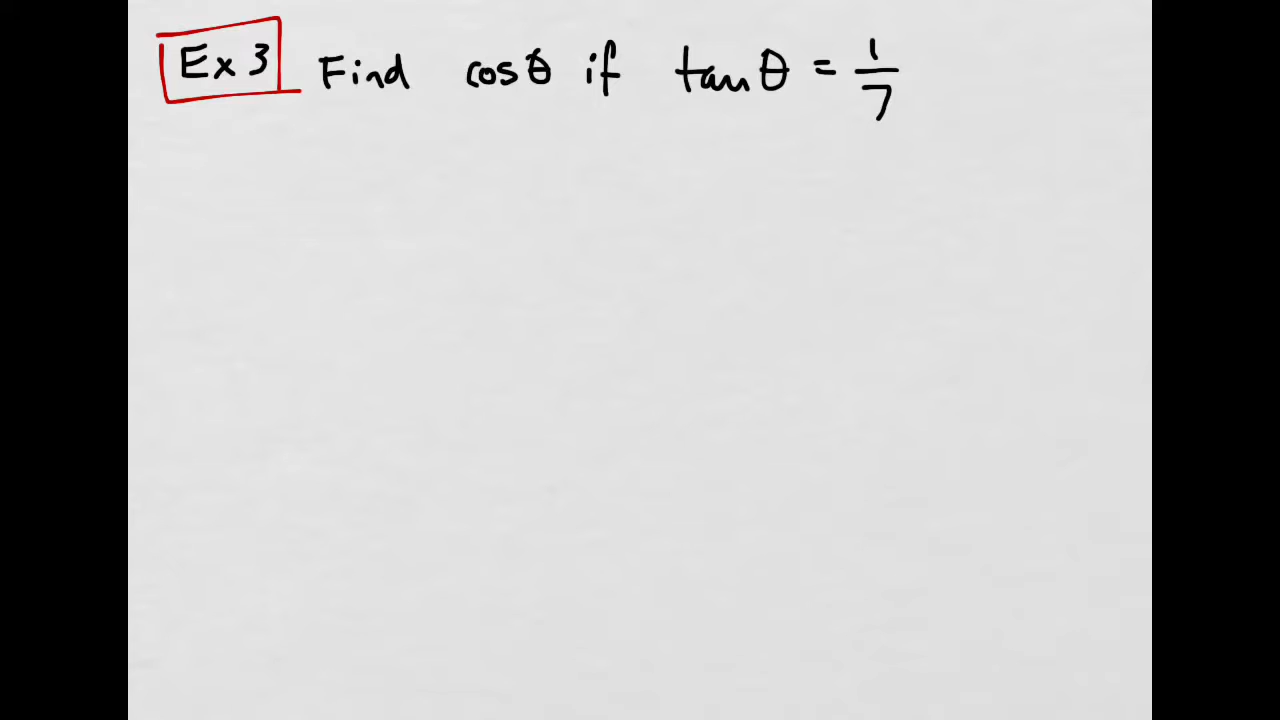 Ex 3 Find cosθ if tanθ = 1/7